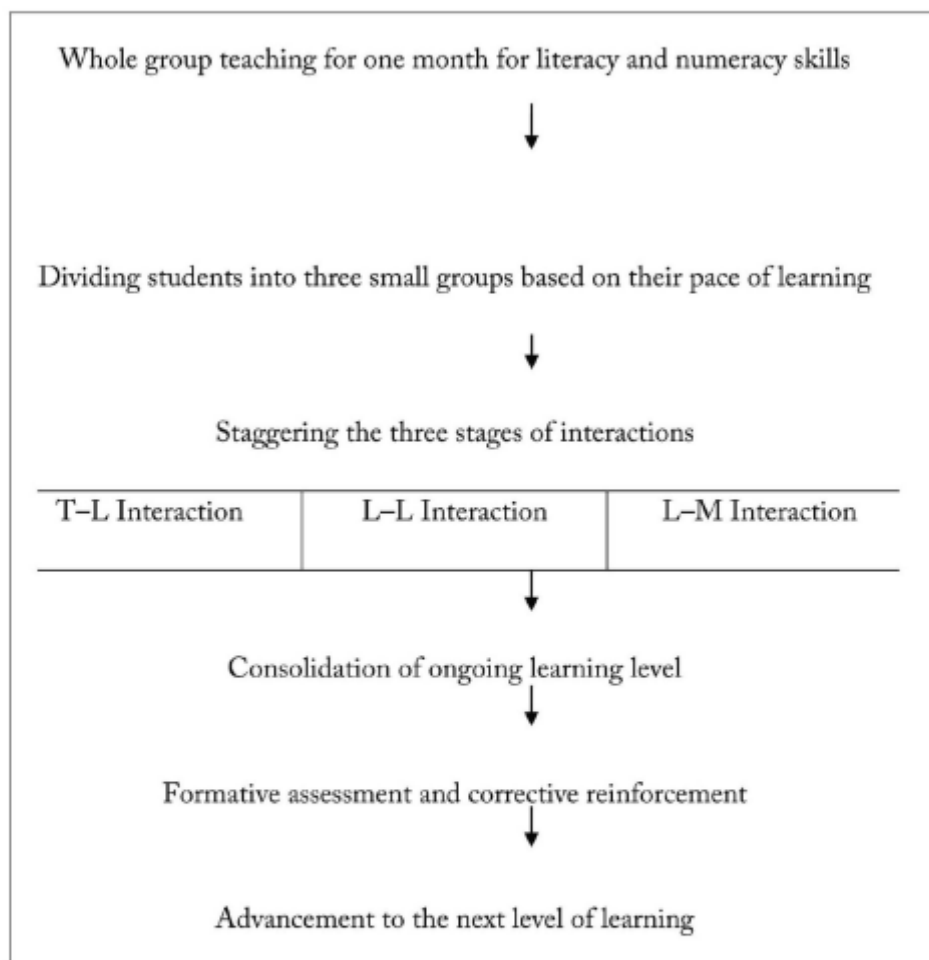 Whole group teaching for one month for literacy and numeracy skills
Dividing students into three small groups based on their pace of learning
Staggering the three stages of interactions
T–L Interaction L–L Interaction L–M Interaction
Consolidation of ongoing learning level
Formative assessment and corrective reinforcement
Advancement to the next level of learning